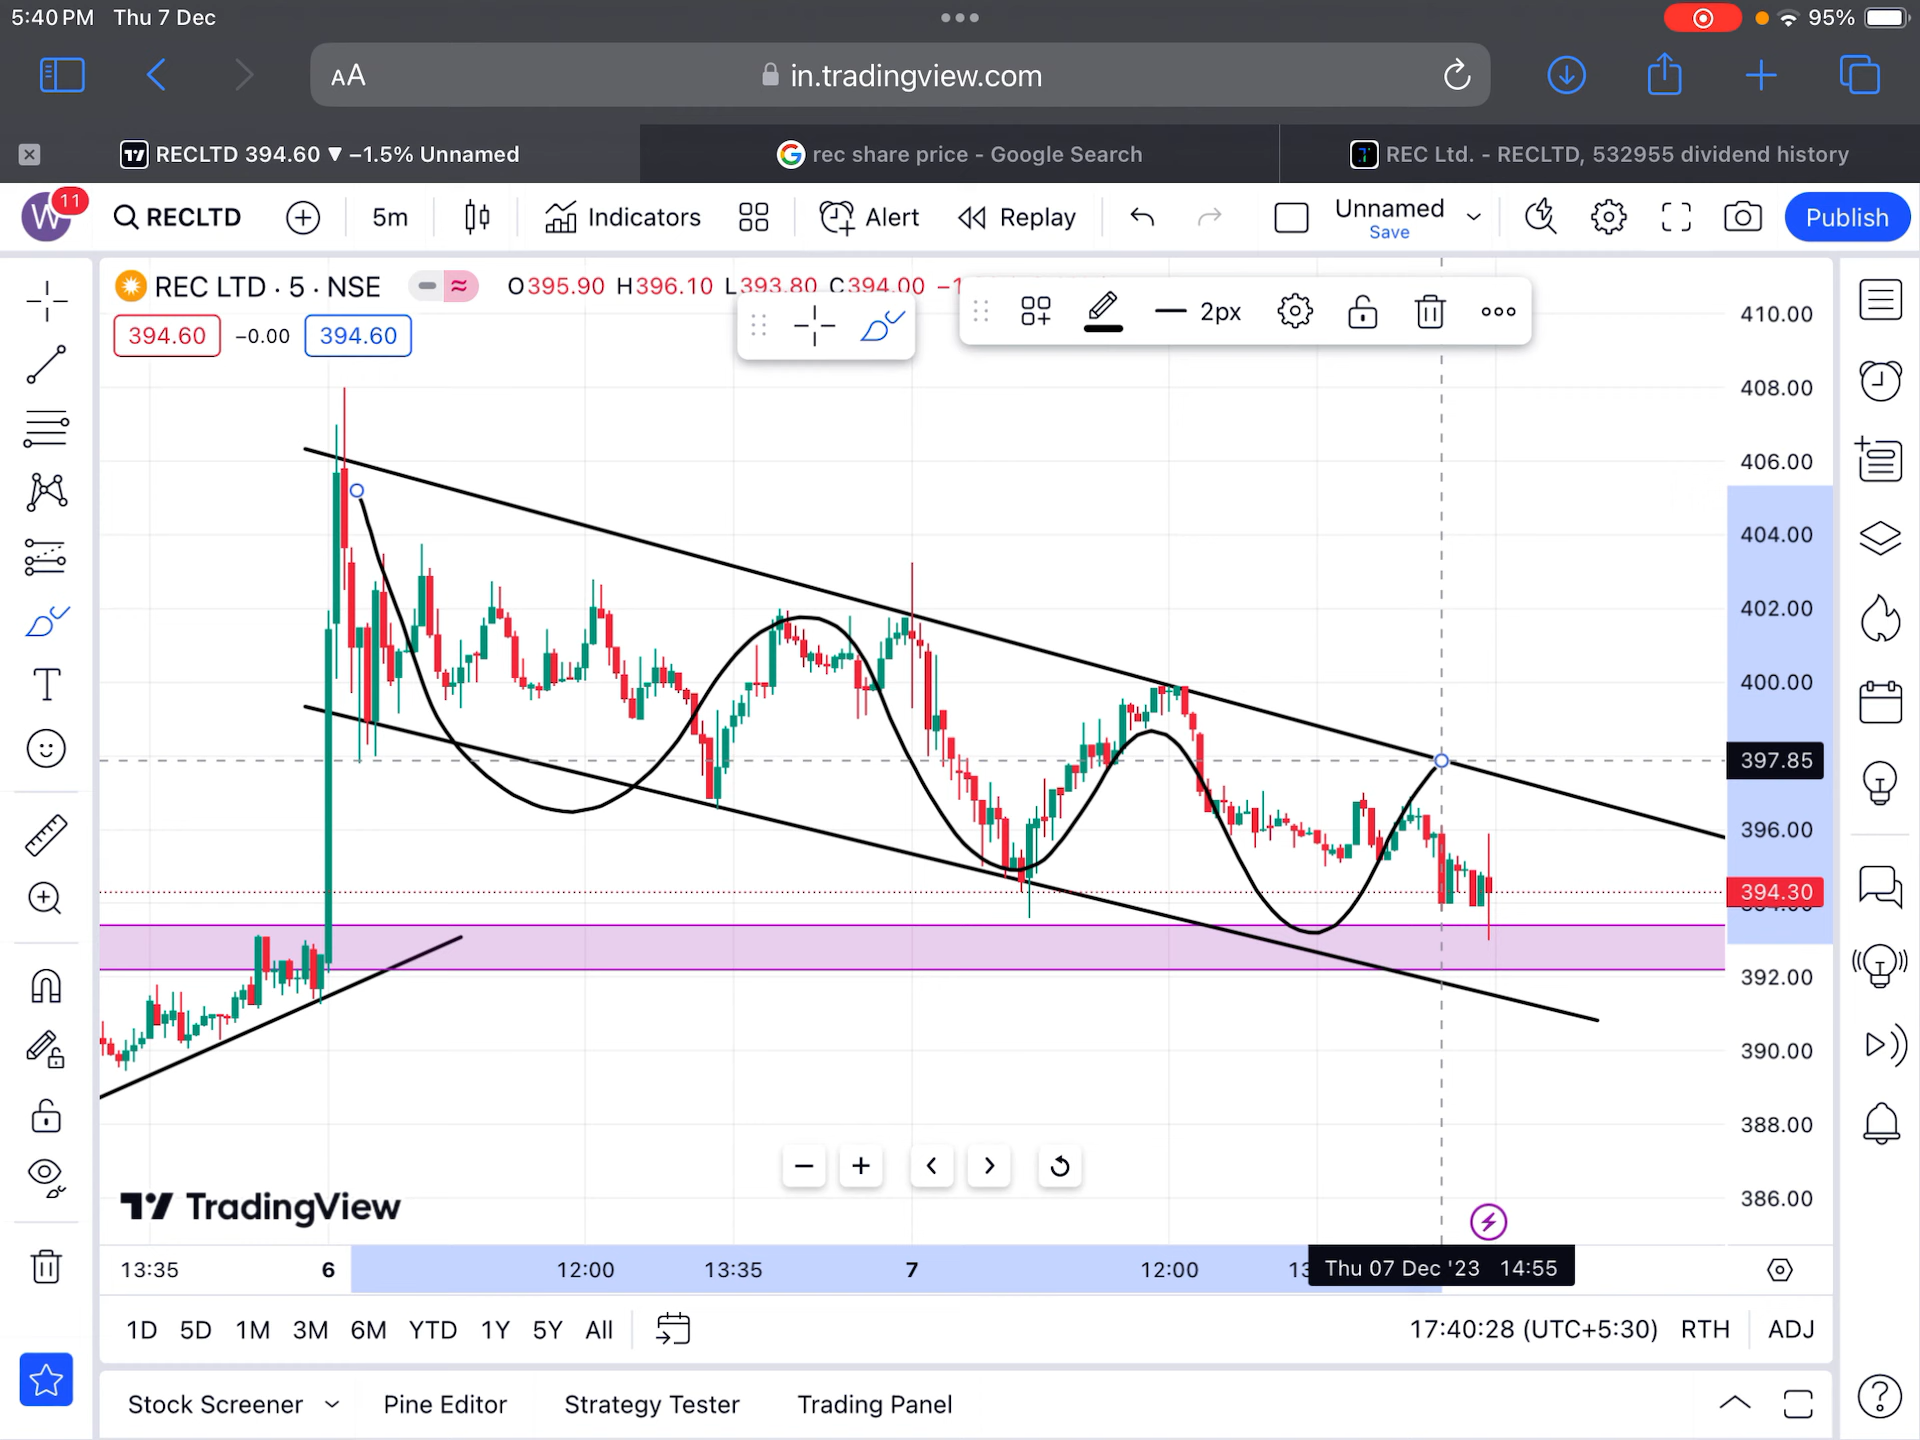 5:40 PM Thu 7 Dec
95%
AA in.tradingview.com
RECLTD 394.60 ▼ −1.5% Unnamed
rec share price - Google Search
REC Ltd. - RECLTD, 532955 dividend history
W 11 RECLTD 5m Indicators Alert Replay Unnamed Publish
Save
REC LTD · 5 · NSE O395.90 H396.10 L393.80 C394.00 −1
394.60 −0.00 394.60
2px
410.00
408.00
406.00
404.00
402.00
400.00
397.85
396.00
394.30
392.00
390.00
388.00
386.00
TradingView
13:35 6 12:00 13:35 7 12:00 Thu 07 Dec '23 14:55
1D 5D 1M 3M 6M YTD 1Y 5Y All 17:40:28 (UTC+5:30) RTH ADJ
Stock Screener Pine Editor Strategy Tester Trading Panel